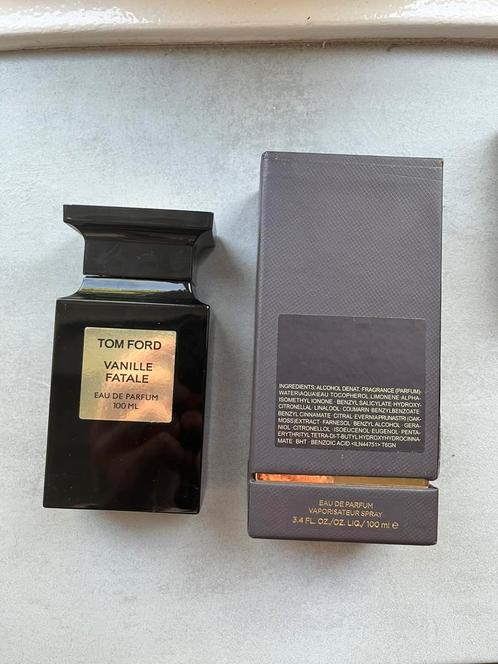 TOM FORD
VANILLE
FATALE
EAU DE PARFUM
100 ML
INGREDIENTS: ALCOHOL DENAT.· FRAGRANCE (PARFUM)·
WATER\AQUA\EAU· TOCOPHEROL· LIMONENE· ALPHA-
ISOMETHYL IONONE · BENZYL SALICYLATE· HYDROXY-
CITRONELLAL· LINALOOL · COUMARIN· BENZYL BENZOATE·
BENZYL CINNAMATE · CITRAL · EVERNIA PRUNASTRI (OAK-
MOSS) EXTRACT· FARNESOL· BENZYL ALCOHOL · GERA-
NIOL· CITRONELLOL · ISOEUCENOL· EUGENOL · PENTA-
ERYTHRITYL TETRA-DI-T-BUTYL HYDROXYHYDROCINNA-
MATE · BHT · BENZOIC ACID <ILN44751> T6GN
EAU DE PARFUM
VAPORISATEUR SPRAY
3.4 FL. OZ./OZ. LIQ./ 100 ml ℮